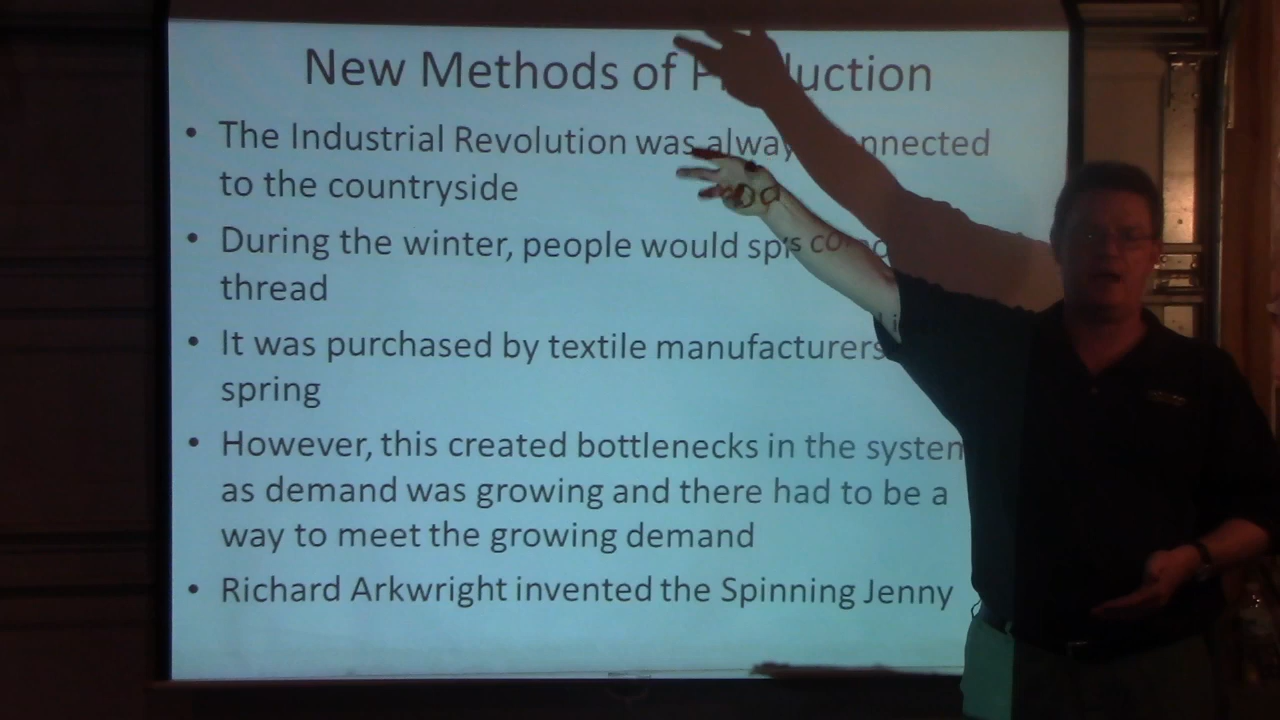 New Methods of Production
• The Industrial Revolution was always connected
to the countryside
• During the winter, people would
thread
• It was purchased by textile manufacturers
spring
• However, this created bottlenecks in the system
as demand was growing and there had to be a
way to meet the growing demand
• Richard Arkwright invented the Spinning Jenny